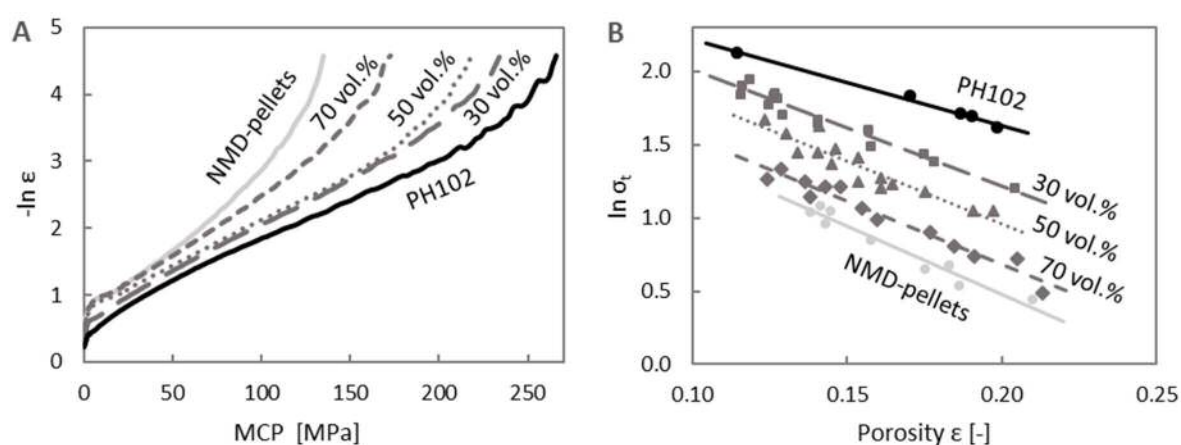 A
5
4
3
2
1
0
-ln ε
0
50
100
150
200
250
MCP [MPa]
NMD-pellets
70 vol.%
50 vol.%
30 vol.%
PH102
B
2.0
1.5
1.0
0.5
0.0
ln σt
0.10
0.15
0.20
0.25
Porosity ε [-]
PH102
30 vol.%
50 vol.%
70 vol.%
NMD-pellets